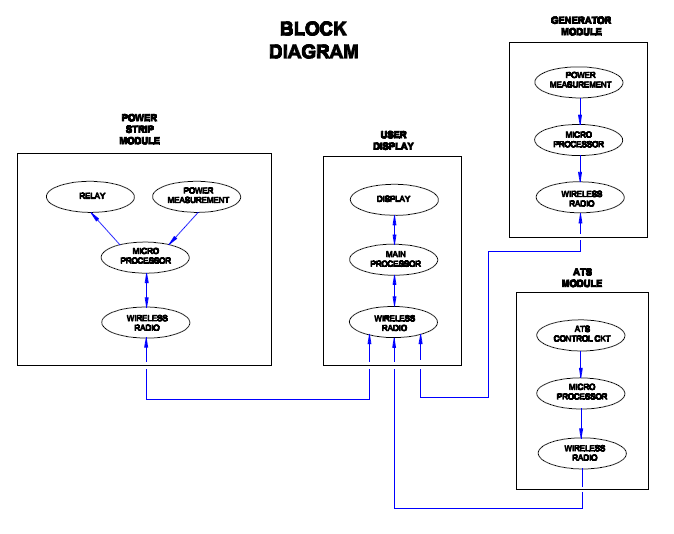 BLOCK
DIAGRAM
POWER
STRIP
MODULE
RELAY
POWER
MEASUREMENT
MICRO
PROCESSOR
WIRELESS
RADIO
USER
DISPLAY
DISPLAY
MAIN
PROCESSOR
WIRELESS
RADIO
GENERATOR
MODULE
POWER
MEASUREMENT
MICRO
PROCESSOR
WIRELESS
RADIO
ATS
MODULE
ATS
CONTROL CKT
MICRO
PROCESSOR
WIRELESS
RADIO